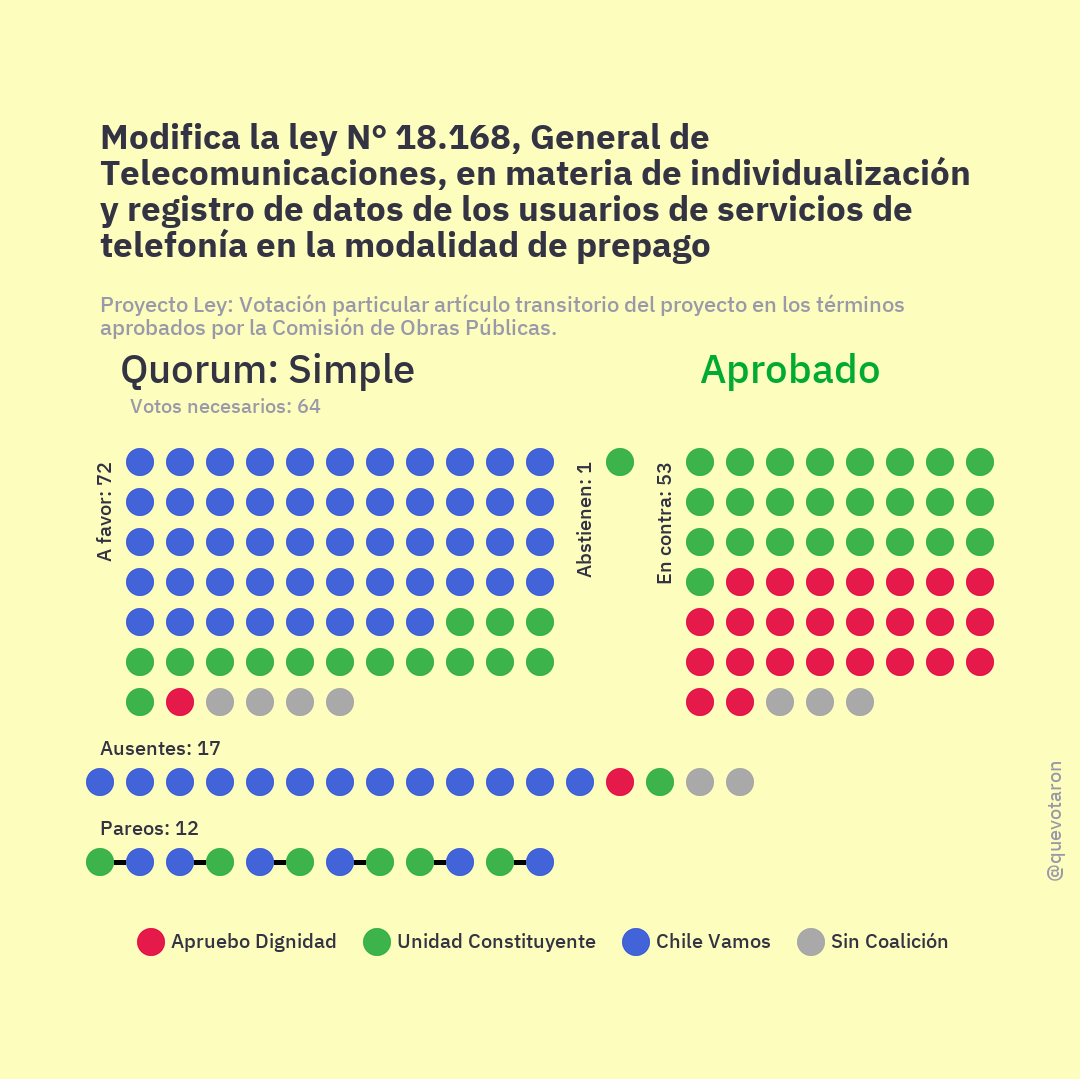 Modifica la ley N° 18.168, General de
Telecomunicaciones, en materia de individualización
y registro de datos de los usuarios de servicios de
telefonía en la modalidad de prepago
Proyecto Ley: Votación particular artículo transitorio del proyecto en los términos
aprobados por la Comisión de Obras Públicas.
Quorum: Simple
Aprobado
Votos necesarios: 64
A favor: 72
Abstienen: 1
En contra: 53
Ausentes: 17
Pareos: 12
@quevotaron
Apruebo Dignidad
Unidad Constituyente
Chile Vamos
Sin Coalición